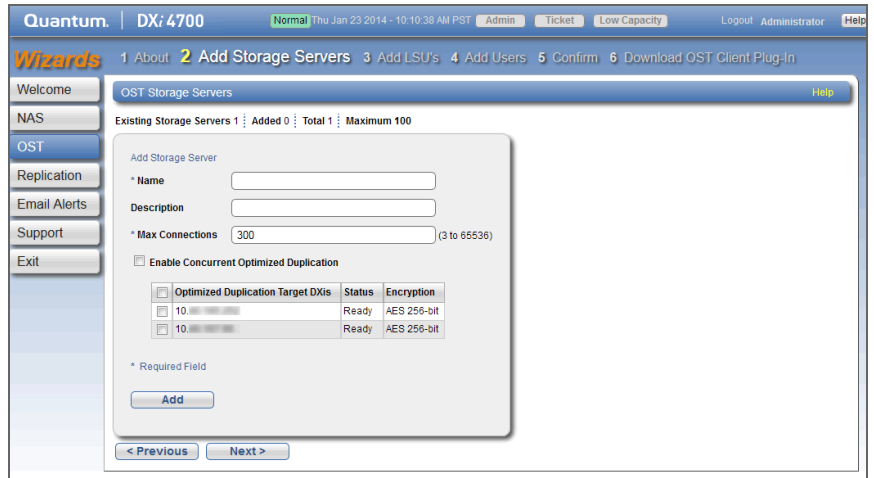 Quantum. DXi 4700 Normal Thu Jan 23 2014 - 10:10:38 AM PST Admin Ticket Low Capacity Logout Administrator Help
Wizards 1 About 2 Add Storage Servers 3 Add LSU's 4 Add Users 5 Confirm 6 Download OST Client Plug-In
Welcome
NAS
OST
Replication
Email Alerts
Support
Exit
OST Storage Servers Help
Existing Storage Servers 1 Added 0 Total 1 Maximum 100
Add Storage Server
* Name
Description
* Max Connections 300 (3 to 65536)
Enable Concurrent Optimized Duplication
Optimized Duplication Target DXis Status Encryption
10. Ready AES 256-bit
10. Ready AES 256-bit
* Required Field
Add
< Previous Next >